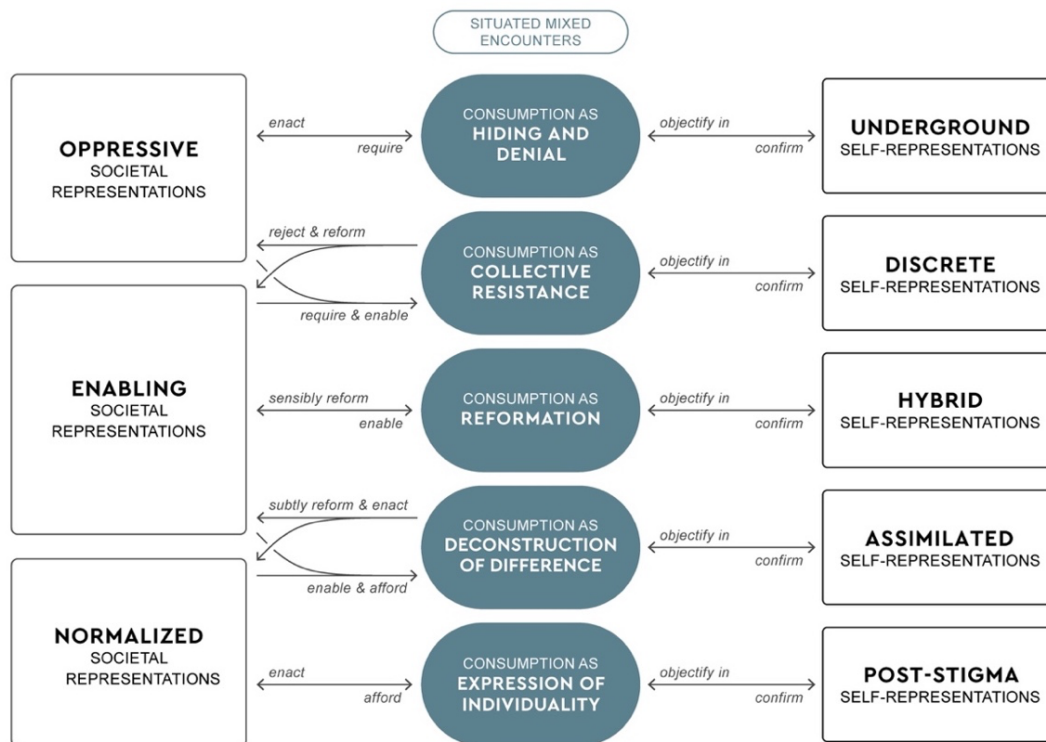 SITUATED MIXED
ENCOUNTERS
OPPRESSIVE
SOCIETAL
REPRESENTATIONS
enact
require
CONSUMPTION AS
HIDING AND
DENIAL
objectify in
confirm
UNDERGROUND
SELF-REPRESENTATIONS
reject & reform
require & enable
CONSUMPTION AS
COLLECTIVE
RESISTANCE
objectify in
confirm
DISCRETE
SELF-REPRESENTATIONS
ENABLING
SOCIETAL
REPRESENTATIONS
sensibly reform
enable
CONSUMPTION AS
REFORMATION
objectify in
confirm
HYBRID
SELF-REPRESENTATIONS
subtly reform & enact
enable & afford
CONSUMPTION AS
DECONSTRUCTION
OF DIFFERENCE
objectify in
confirm
ASSIMILATED
SELF-REPRESENTATIONS
NORMALIZED
SOCIETAL
REPRESENTATIONS
enact
afford
CONSUMPTION AS
EXPRESSION OF
INDIVIDUALITY
objectify in
confirm
POST-STIGMA
SELF-REPRESENTATIONS